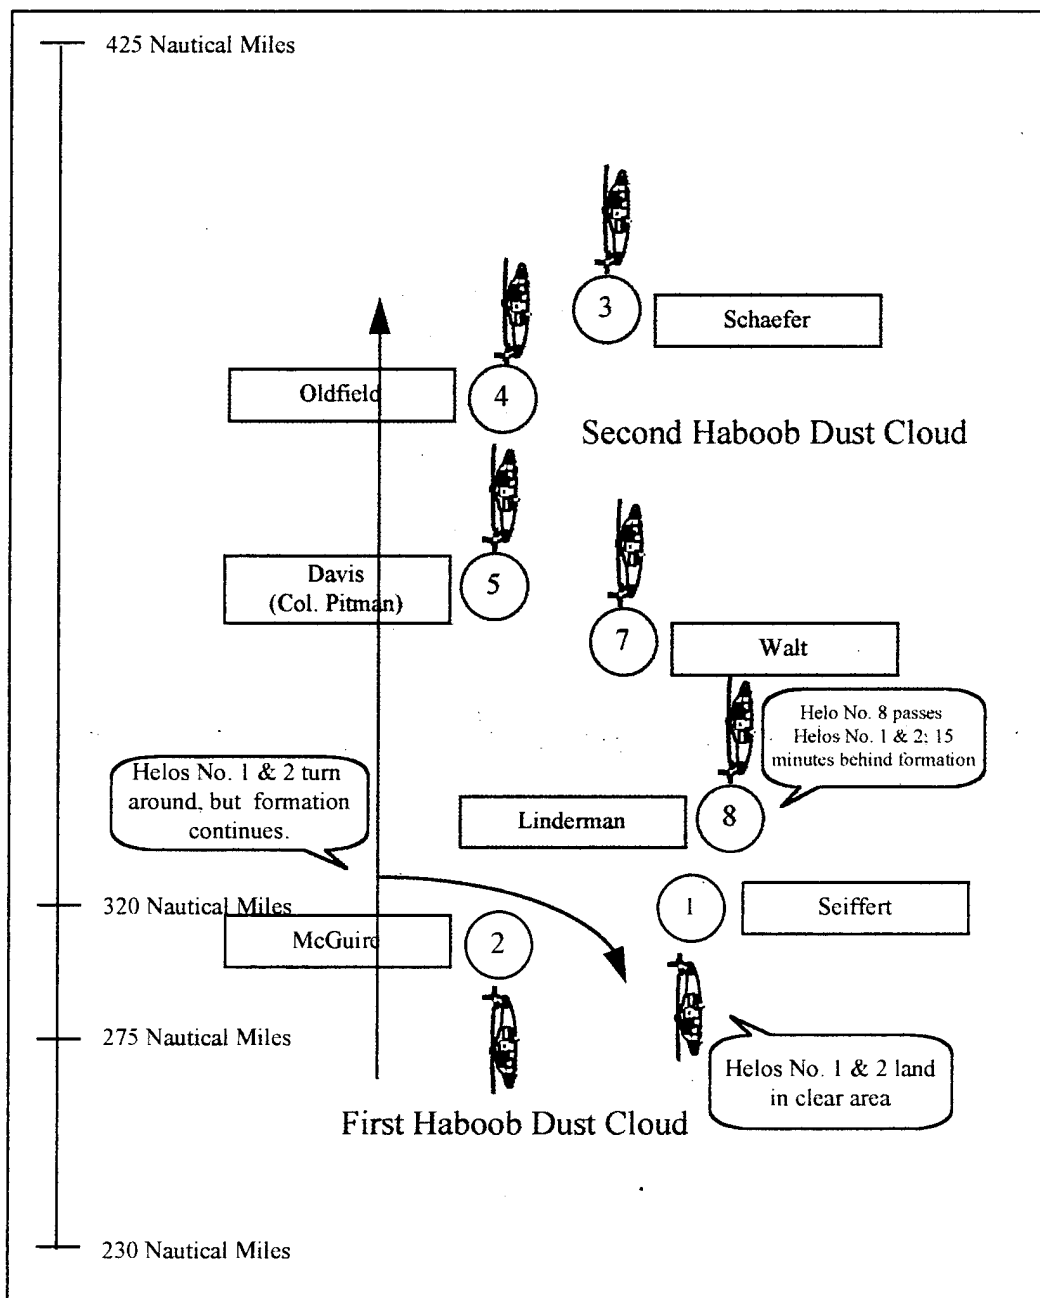 425 Nautical Miles
3
Schaefer
Oldfield
4
Second Haboob Dust Cloud
Davis
(Col. Pitman)
5
7
Walt
Helo No. 8 passes
Helos No. 1 & 2; 15
minutes behind formation
Helos No. 1 & 2 turn
around, but formation
continues.
Linderman
8
320 Nautical Miles
1
Seiffert
McGuire
2
275 Nautical Miles
Helos No. 1 & 2 land
in clear area
First Haboob Dust Cloud
230 Nautical Miles